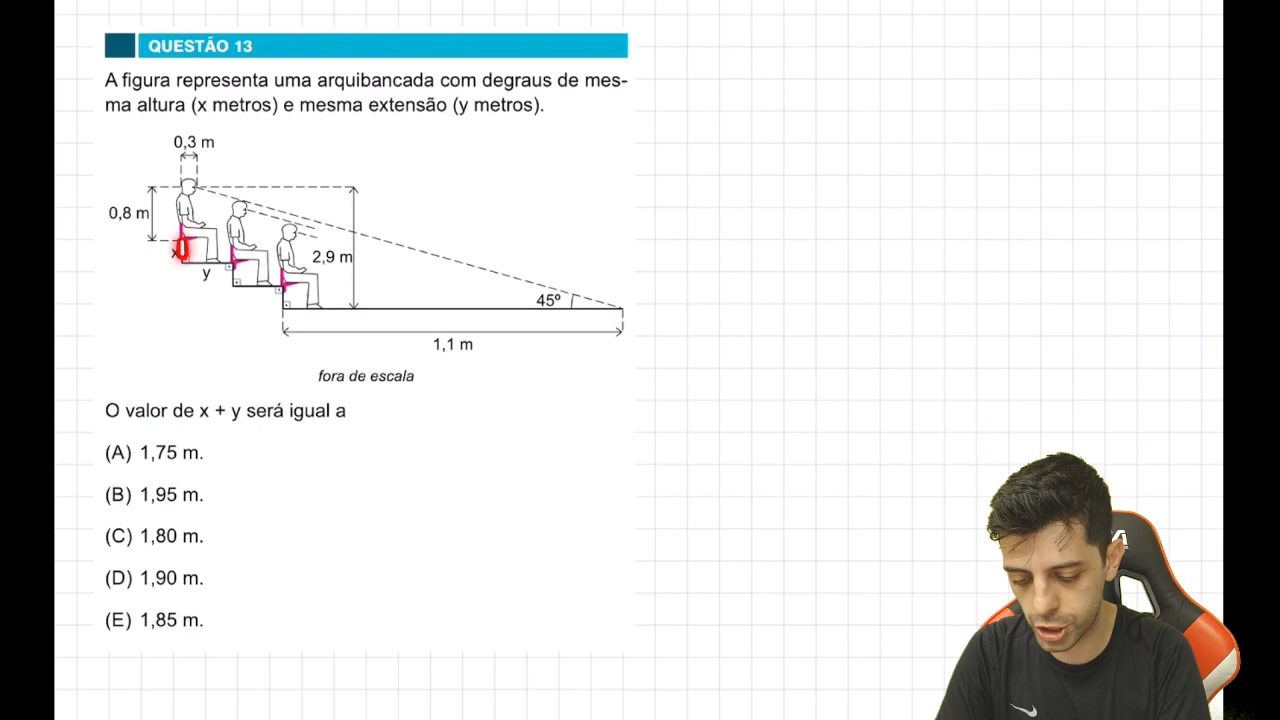 QUESTÃO 13
A figura representa uma arquibancada com degraus de mes-
ma altura (x metros) e mesma extensão (y metros).
0,3 m
0,8 m
x
y
2,9 m
45º
1,1 m
fora de escala
O valor de x + y será igual a
(A) 1,75 m.
(B) 1,95 m.
(C) 1,80 m.
(D) 1,90 m.
(E) 1,85 m.